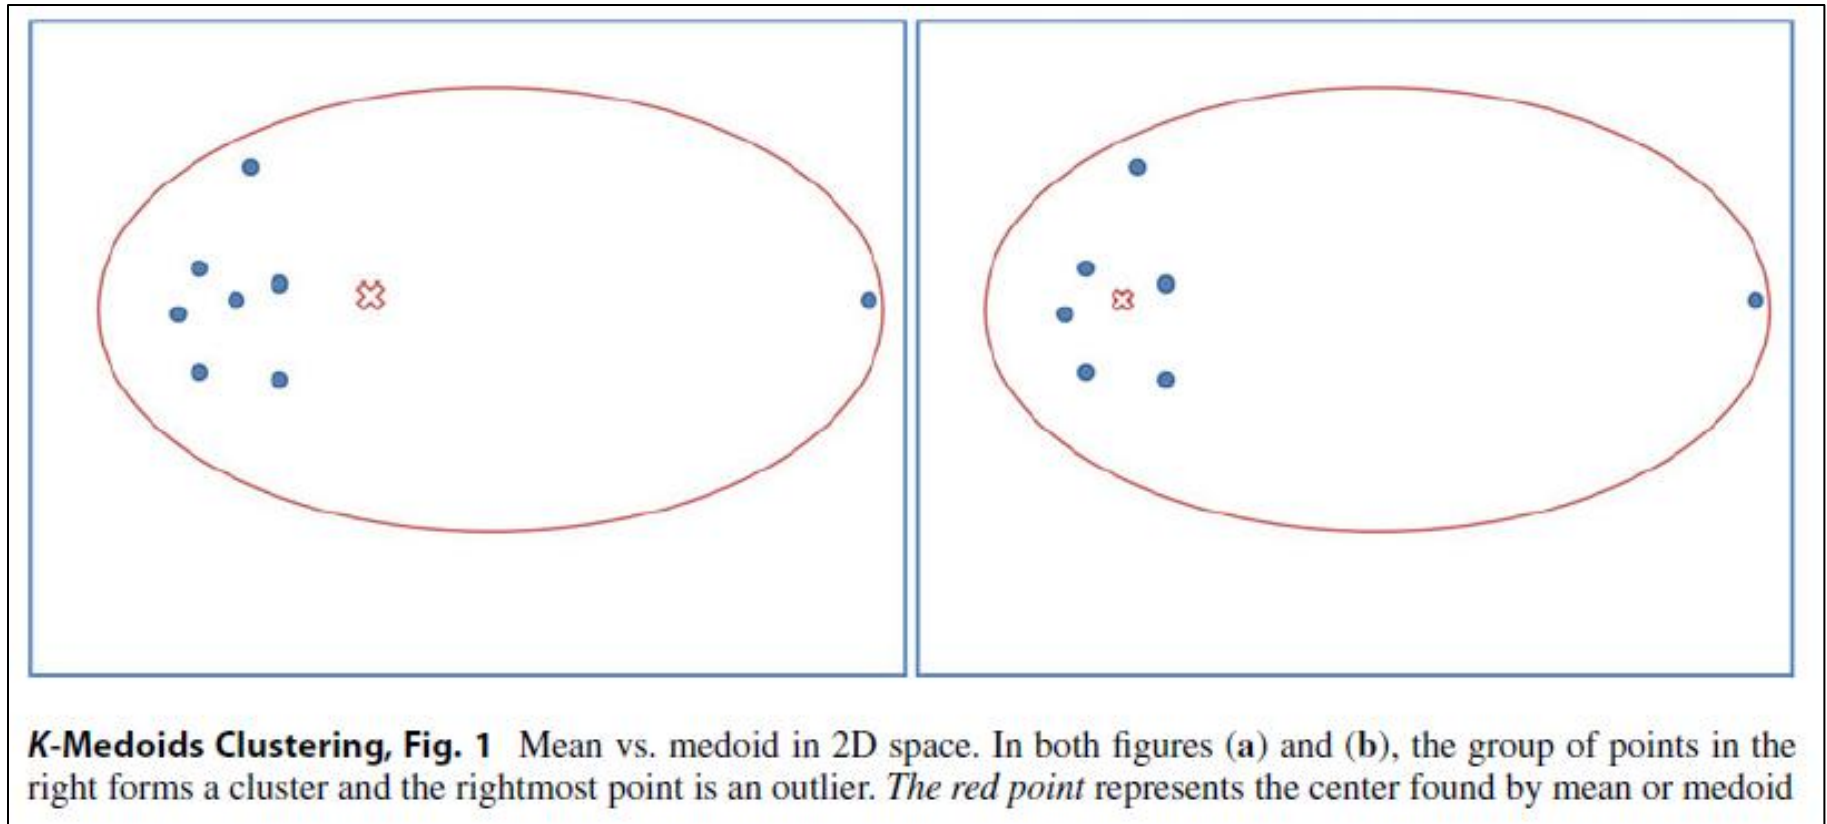 K-Medoids Clustering, Fig. 1 Mean vs. medoid in 2D space. In both figures (a) and (b), the group of points in the
right forms a cluster and the rightmost point is an outlier. The red point represents the center found by mean or medoid